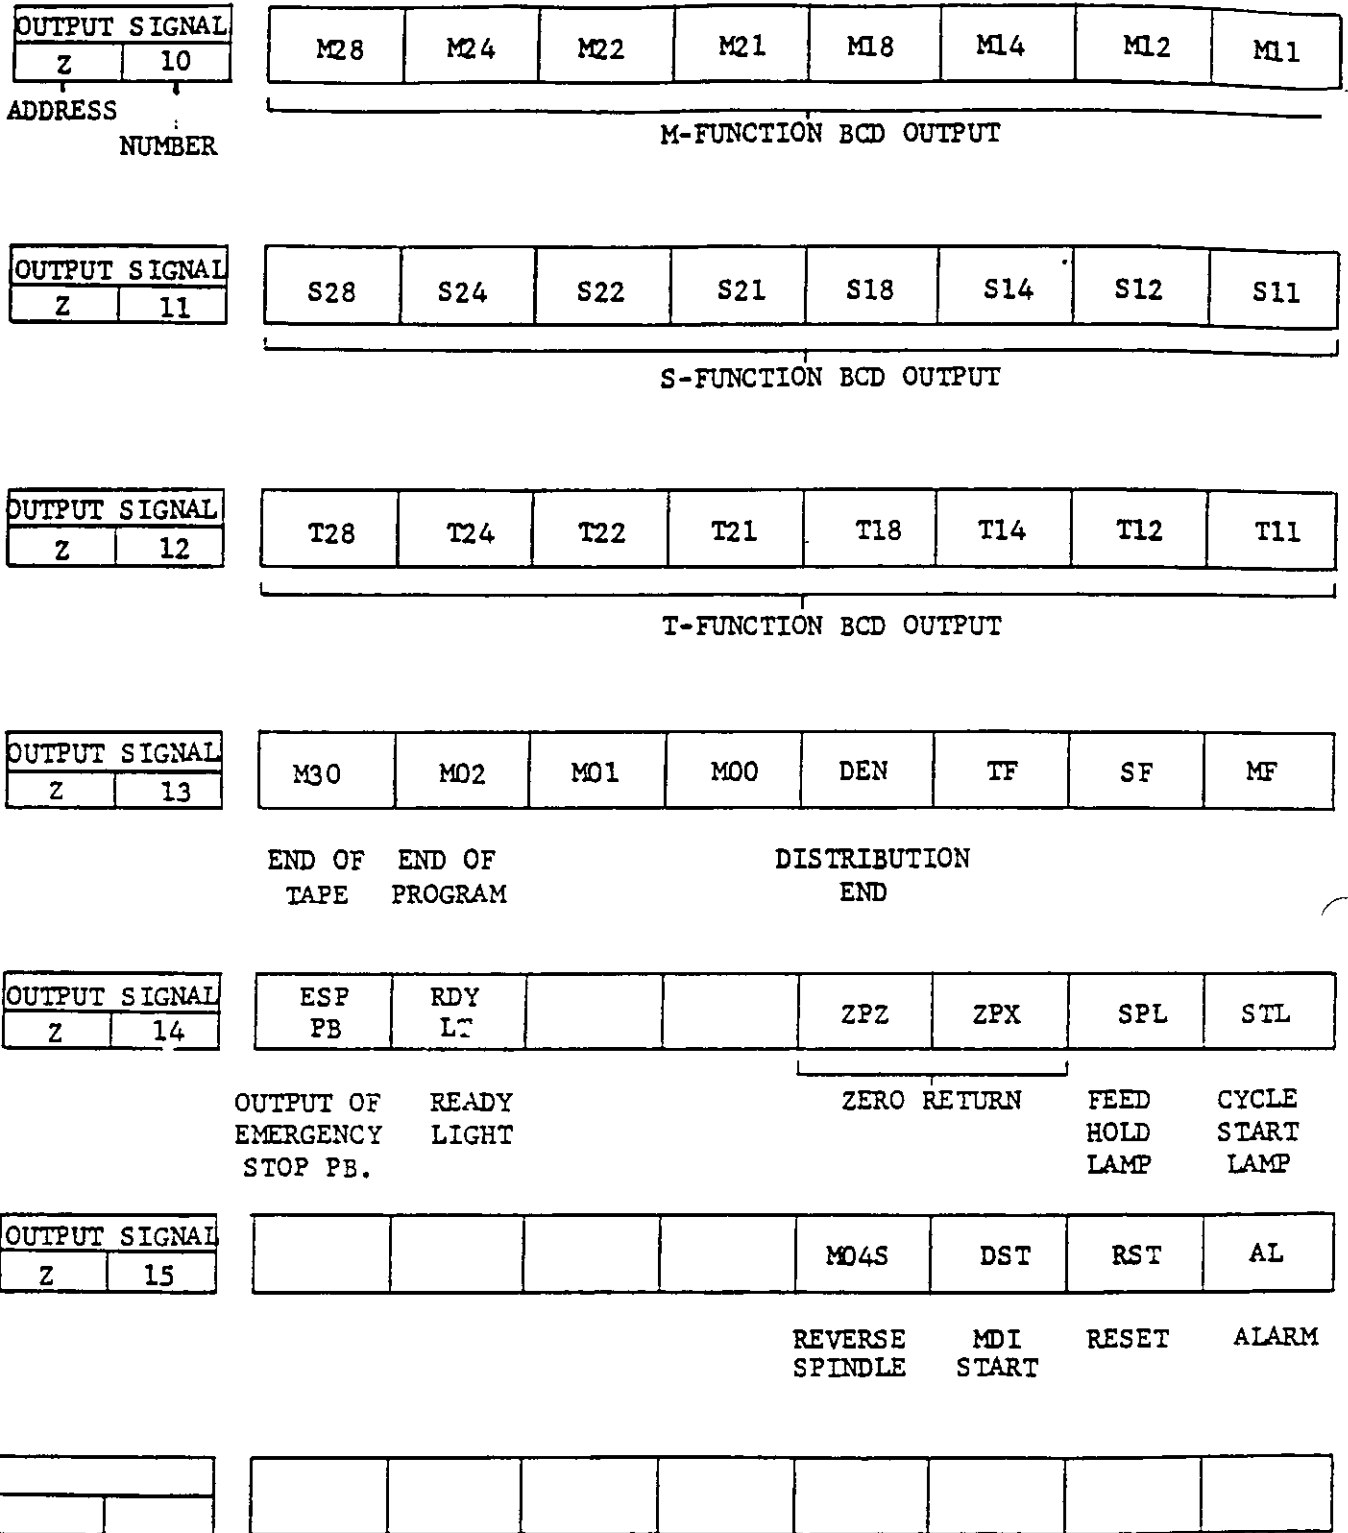 OUTPUT SIGNAL
Z 10
M28 M24 M22 M21 M18 M14 M12 M11
ADDRESS
NUMBER
M-FUNCTION BCD OUTPUT
OUTPUT SIGNAL
Z 11
S28 S24 S22 S21 S18 S14 S12 S11
S-FUNCTION BCD OUTPUT
OUTPUT SIGNAL
Z 12
T28 T24 T22 T21 T18 T14 T12 T11
T-FUNCTION BCD OUTPUT
OUTPUT SIGNAL
Z 13
M30 M02 M01 M00 DEN TF SF MF
END OF TAPE
END OF PROGRAM
DISTRIBUTION END
OUTPUT SIGNAL
Z 14
ESP PB
RDY LT
ZPZ ZPX SPL STL
OUTPUT OF EMERGENCY STOP PB.
READY LIGHT
ZERO RETURN
FEED HOLD LAMP
CYCLE START LAMP
OUTPUT SIGNAL
Z 15
M04S DST RST AL
REVERSE SPINDLE
MDI START
RESET
ALARM